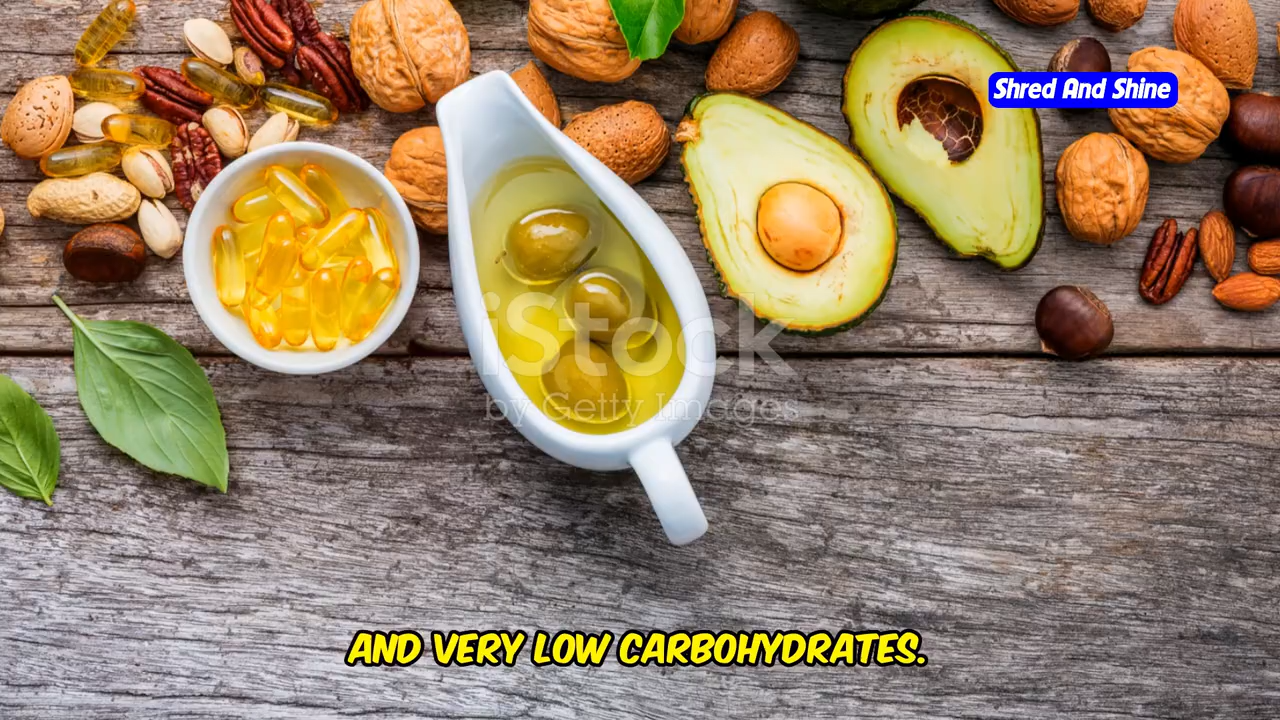 Shred And Shine
iStock
by Getty Images
AND VERY LOW CARBOHYDRATES.